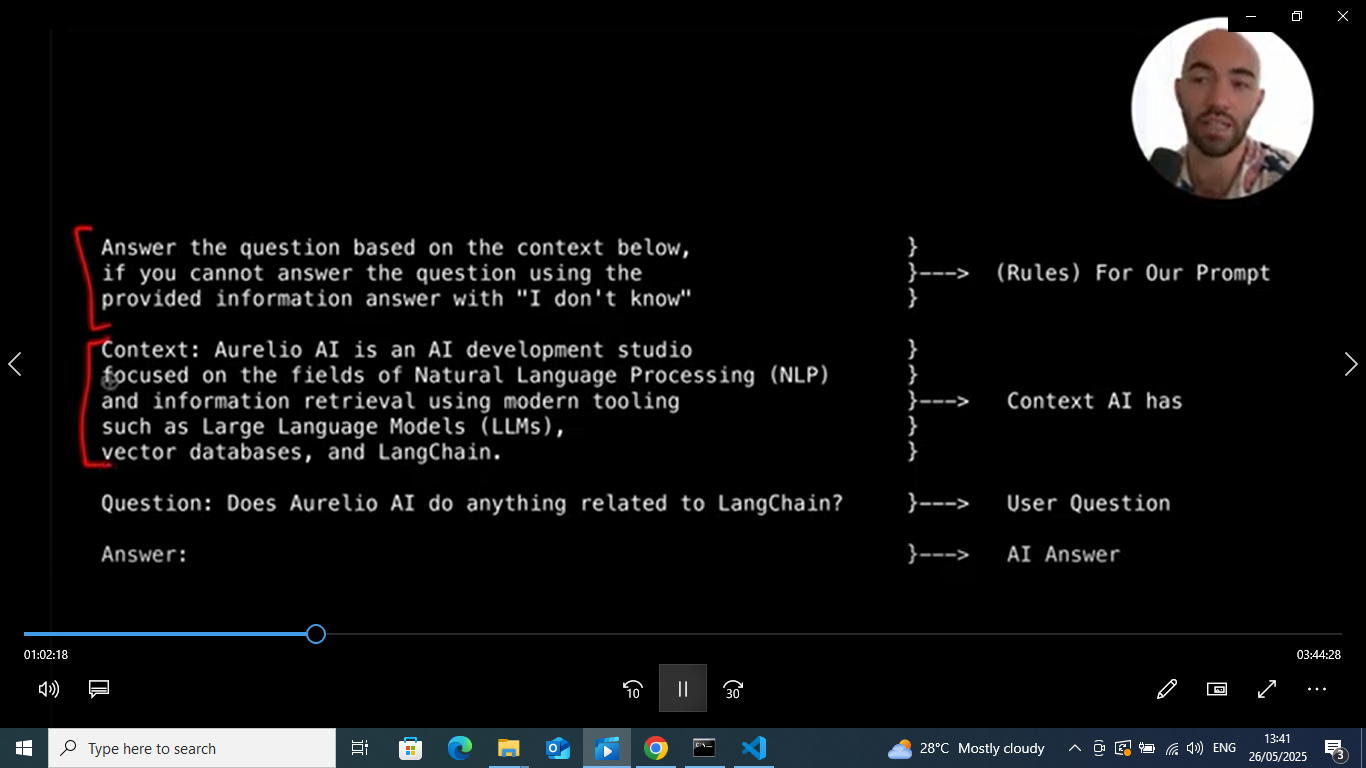 Answer the question based on the context below,
if you cannot answer the question using the
provided information answer with "I don't know"
}
}---> (Rules) For Our Prompt
}
Context: Aurelio AI is an AI development studio
focused on the fields of Natural Language Processing (NLP)
and information retrieval using modern tooling
such as Large Language Models (LLMs),
vector databases, and LangChain.
}
}
}---> Context AI has
}
}
Question: Does Aurelio AI do anything related to LangChain?
}---> User Question
Answer:
}---> AI Answer
01:02:18
03:44:28
10
30
Type here to search
28°C Mostly cloudy
ENG
13:41
26/05/2025
3